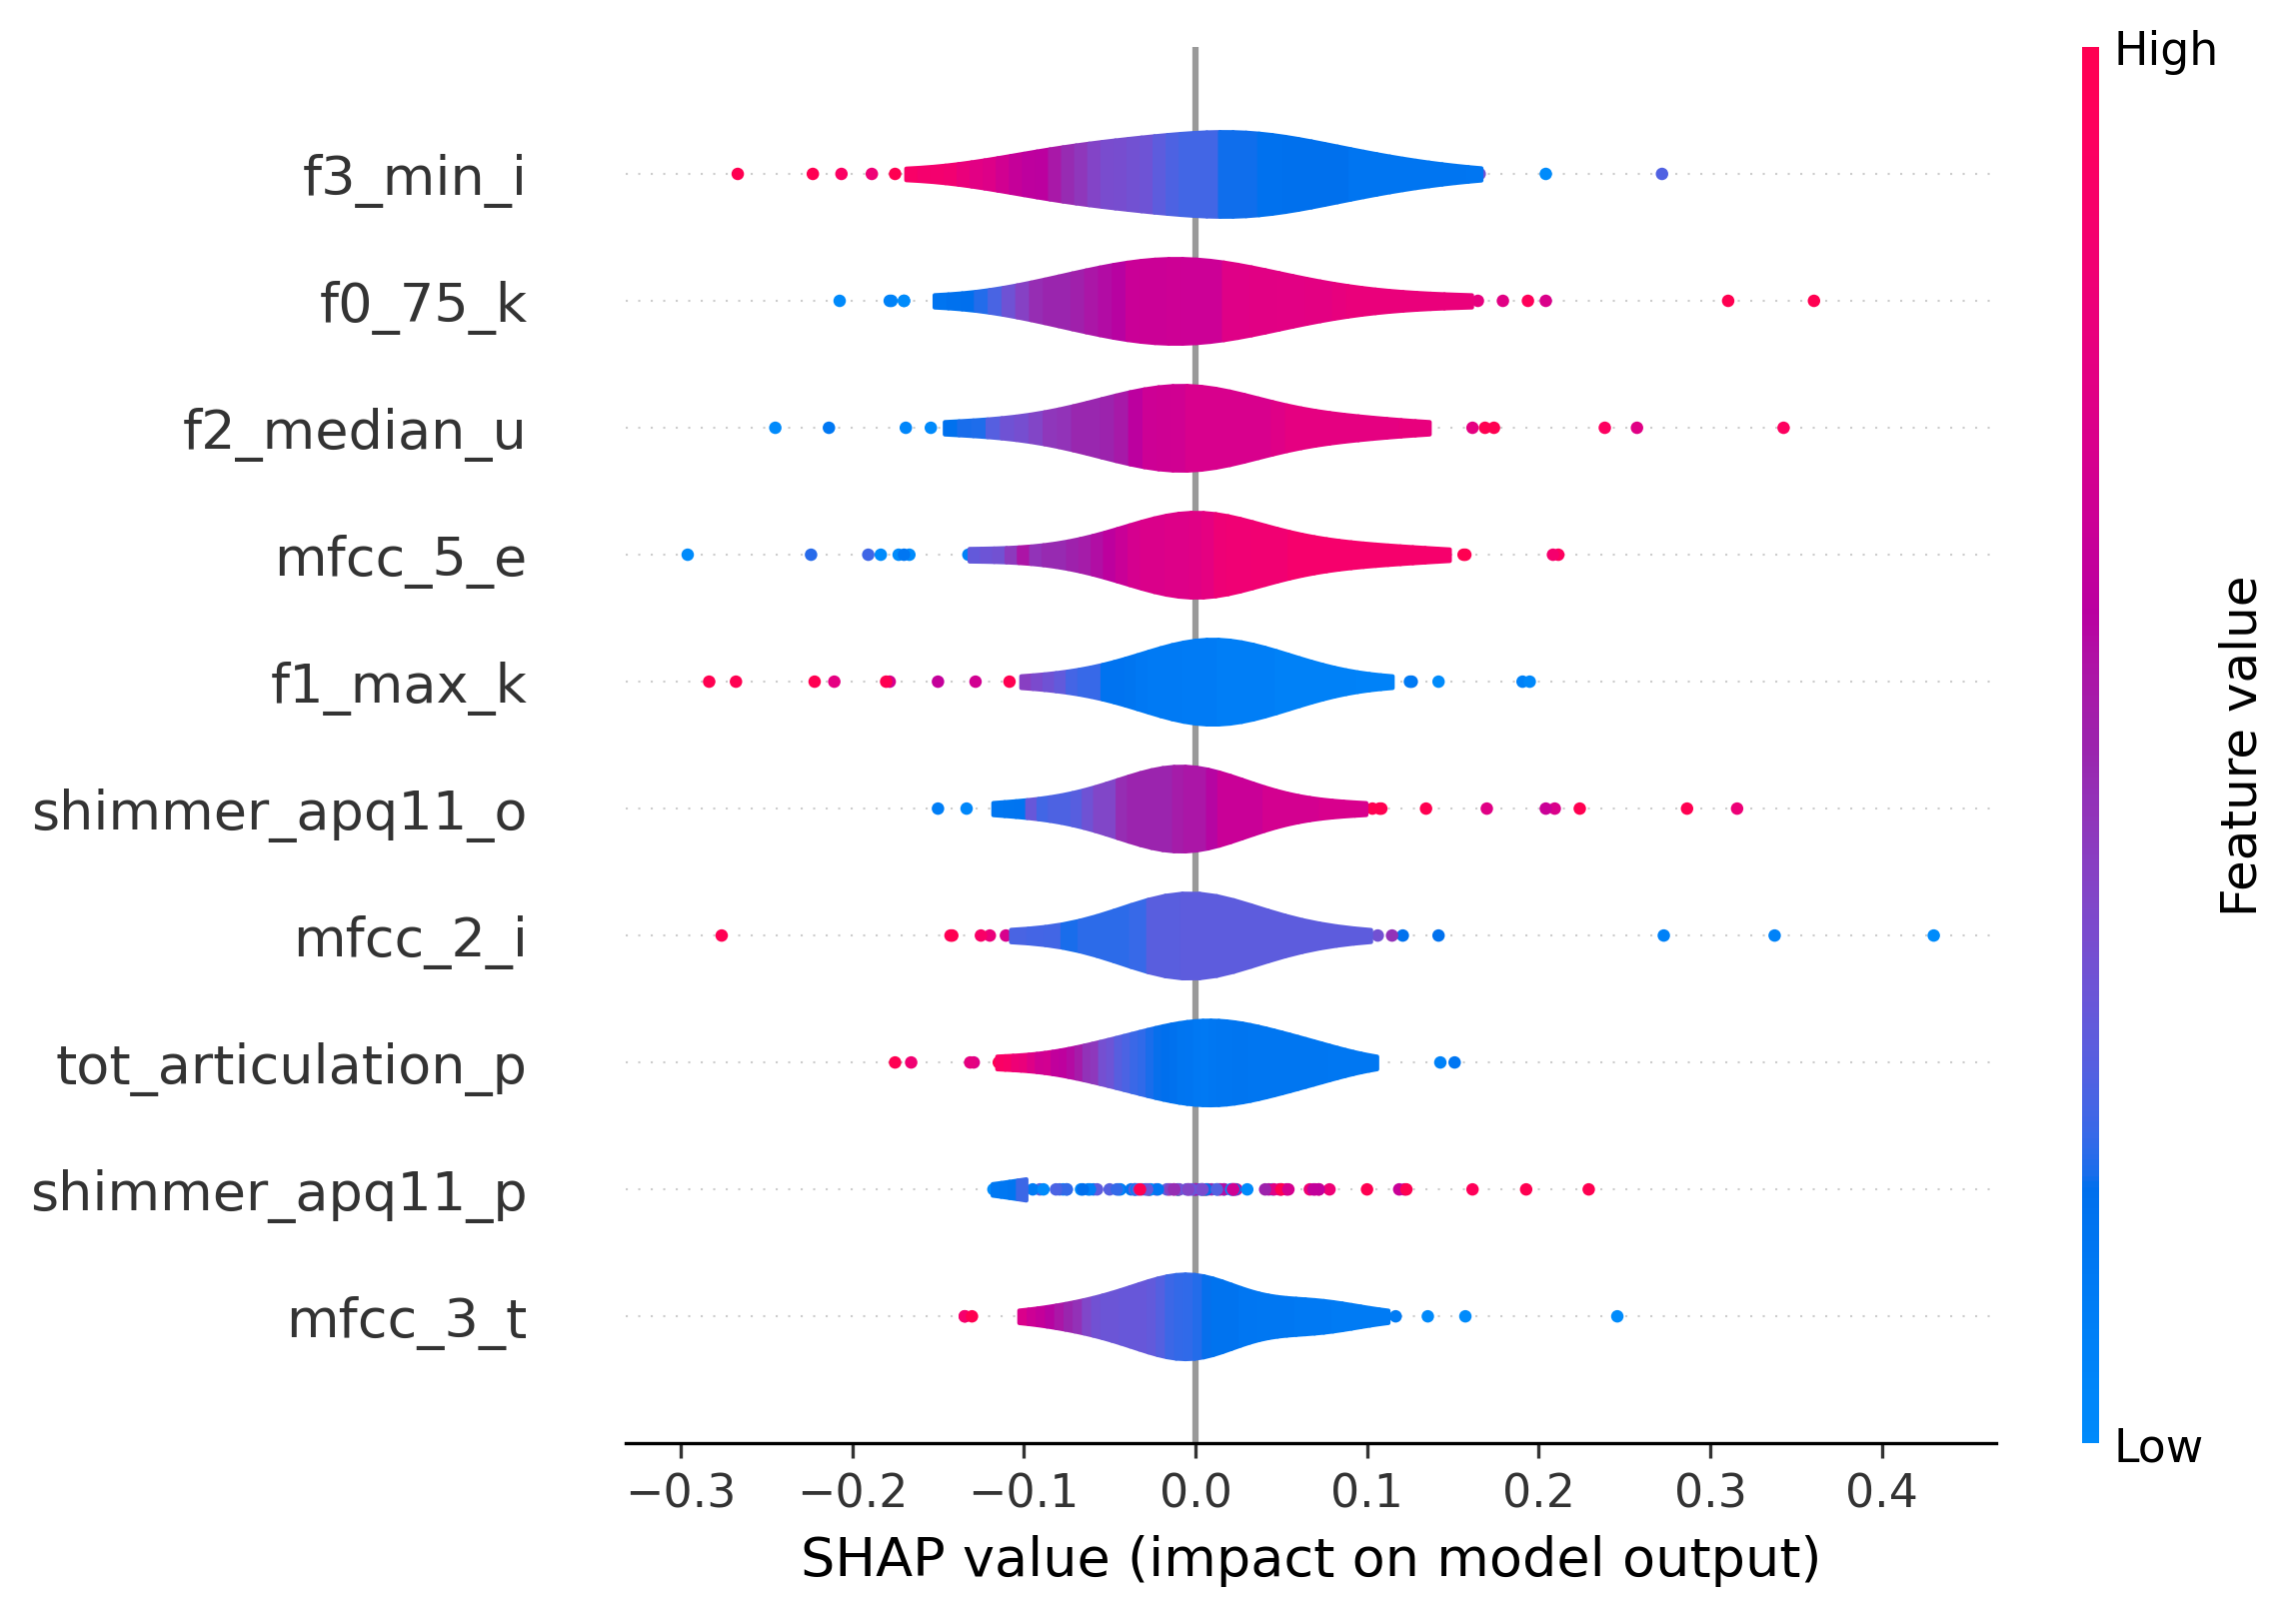 High
f3_min_i
f0_75_k
f2_median_u
mfcc_5_e
f1_max_k
shimmer_apq11_o
mfcc_2_i
tot_articulation_p
shimmer_apq11_p
mfcc_3_t
Feature value
Low
−0.3 −0.2 −0.1 0.0 0.1 0.2 0.3 0.4
SHAP value (impact on model output)